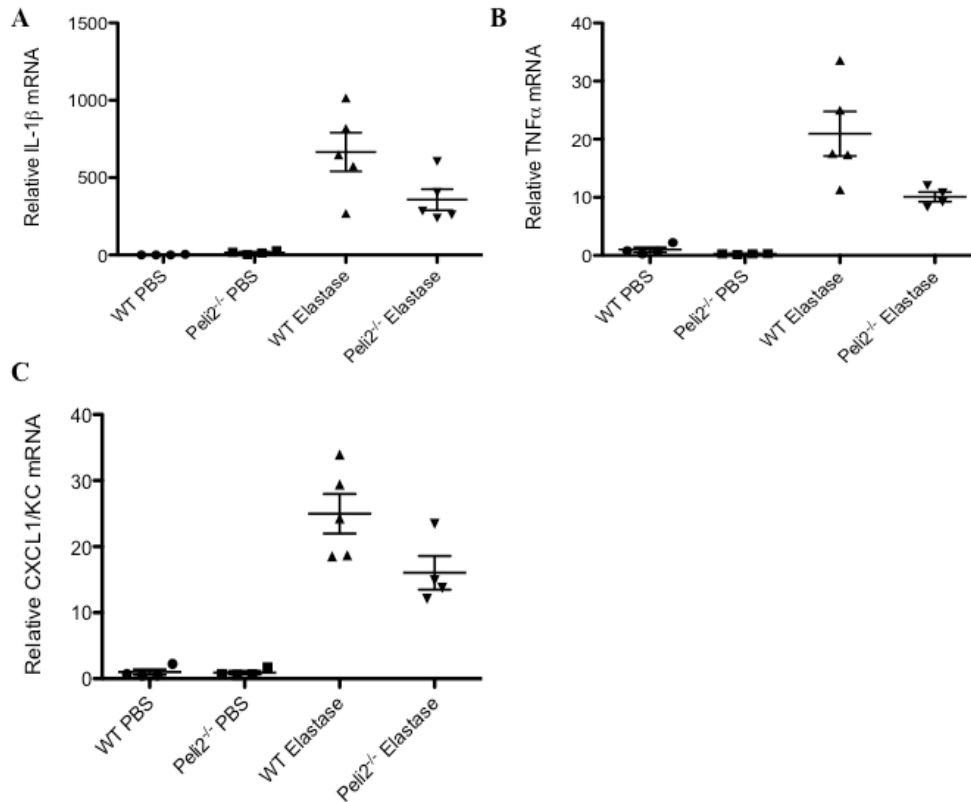 A
Relative IL-1β mRNA
1500
1000
500
0
WT PBS
Peli2-/- PBS
WT Elastase
Peli2-/- Elastase
B
Relative TNFα mRNA
40
30
20
10
0
WT PBS
Peli2-/- PBS
WT Elastase
Peli2-/- Elastase
C
Relative CXCL1/KC mRNA
40
30
20
10
0
WT PBS
Peli2-/- PBS
WT Elastase
Peli2-/- Elastase